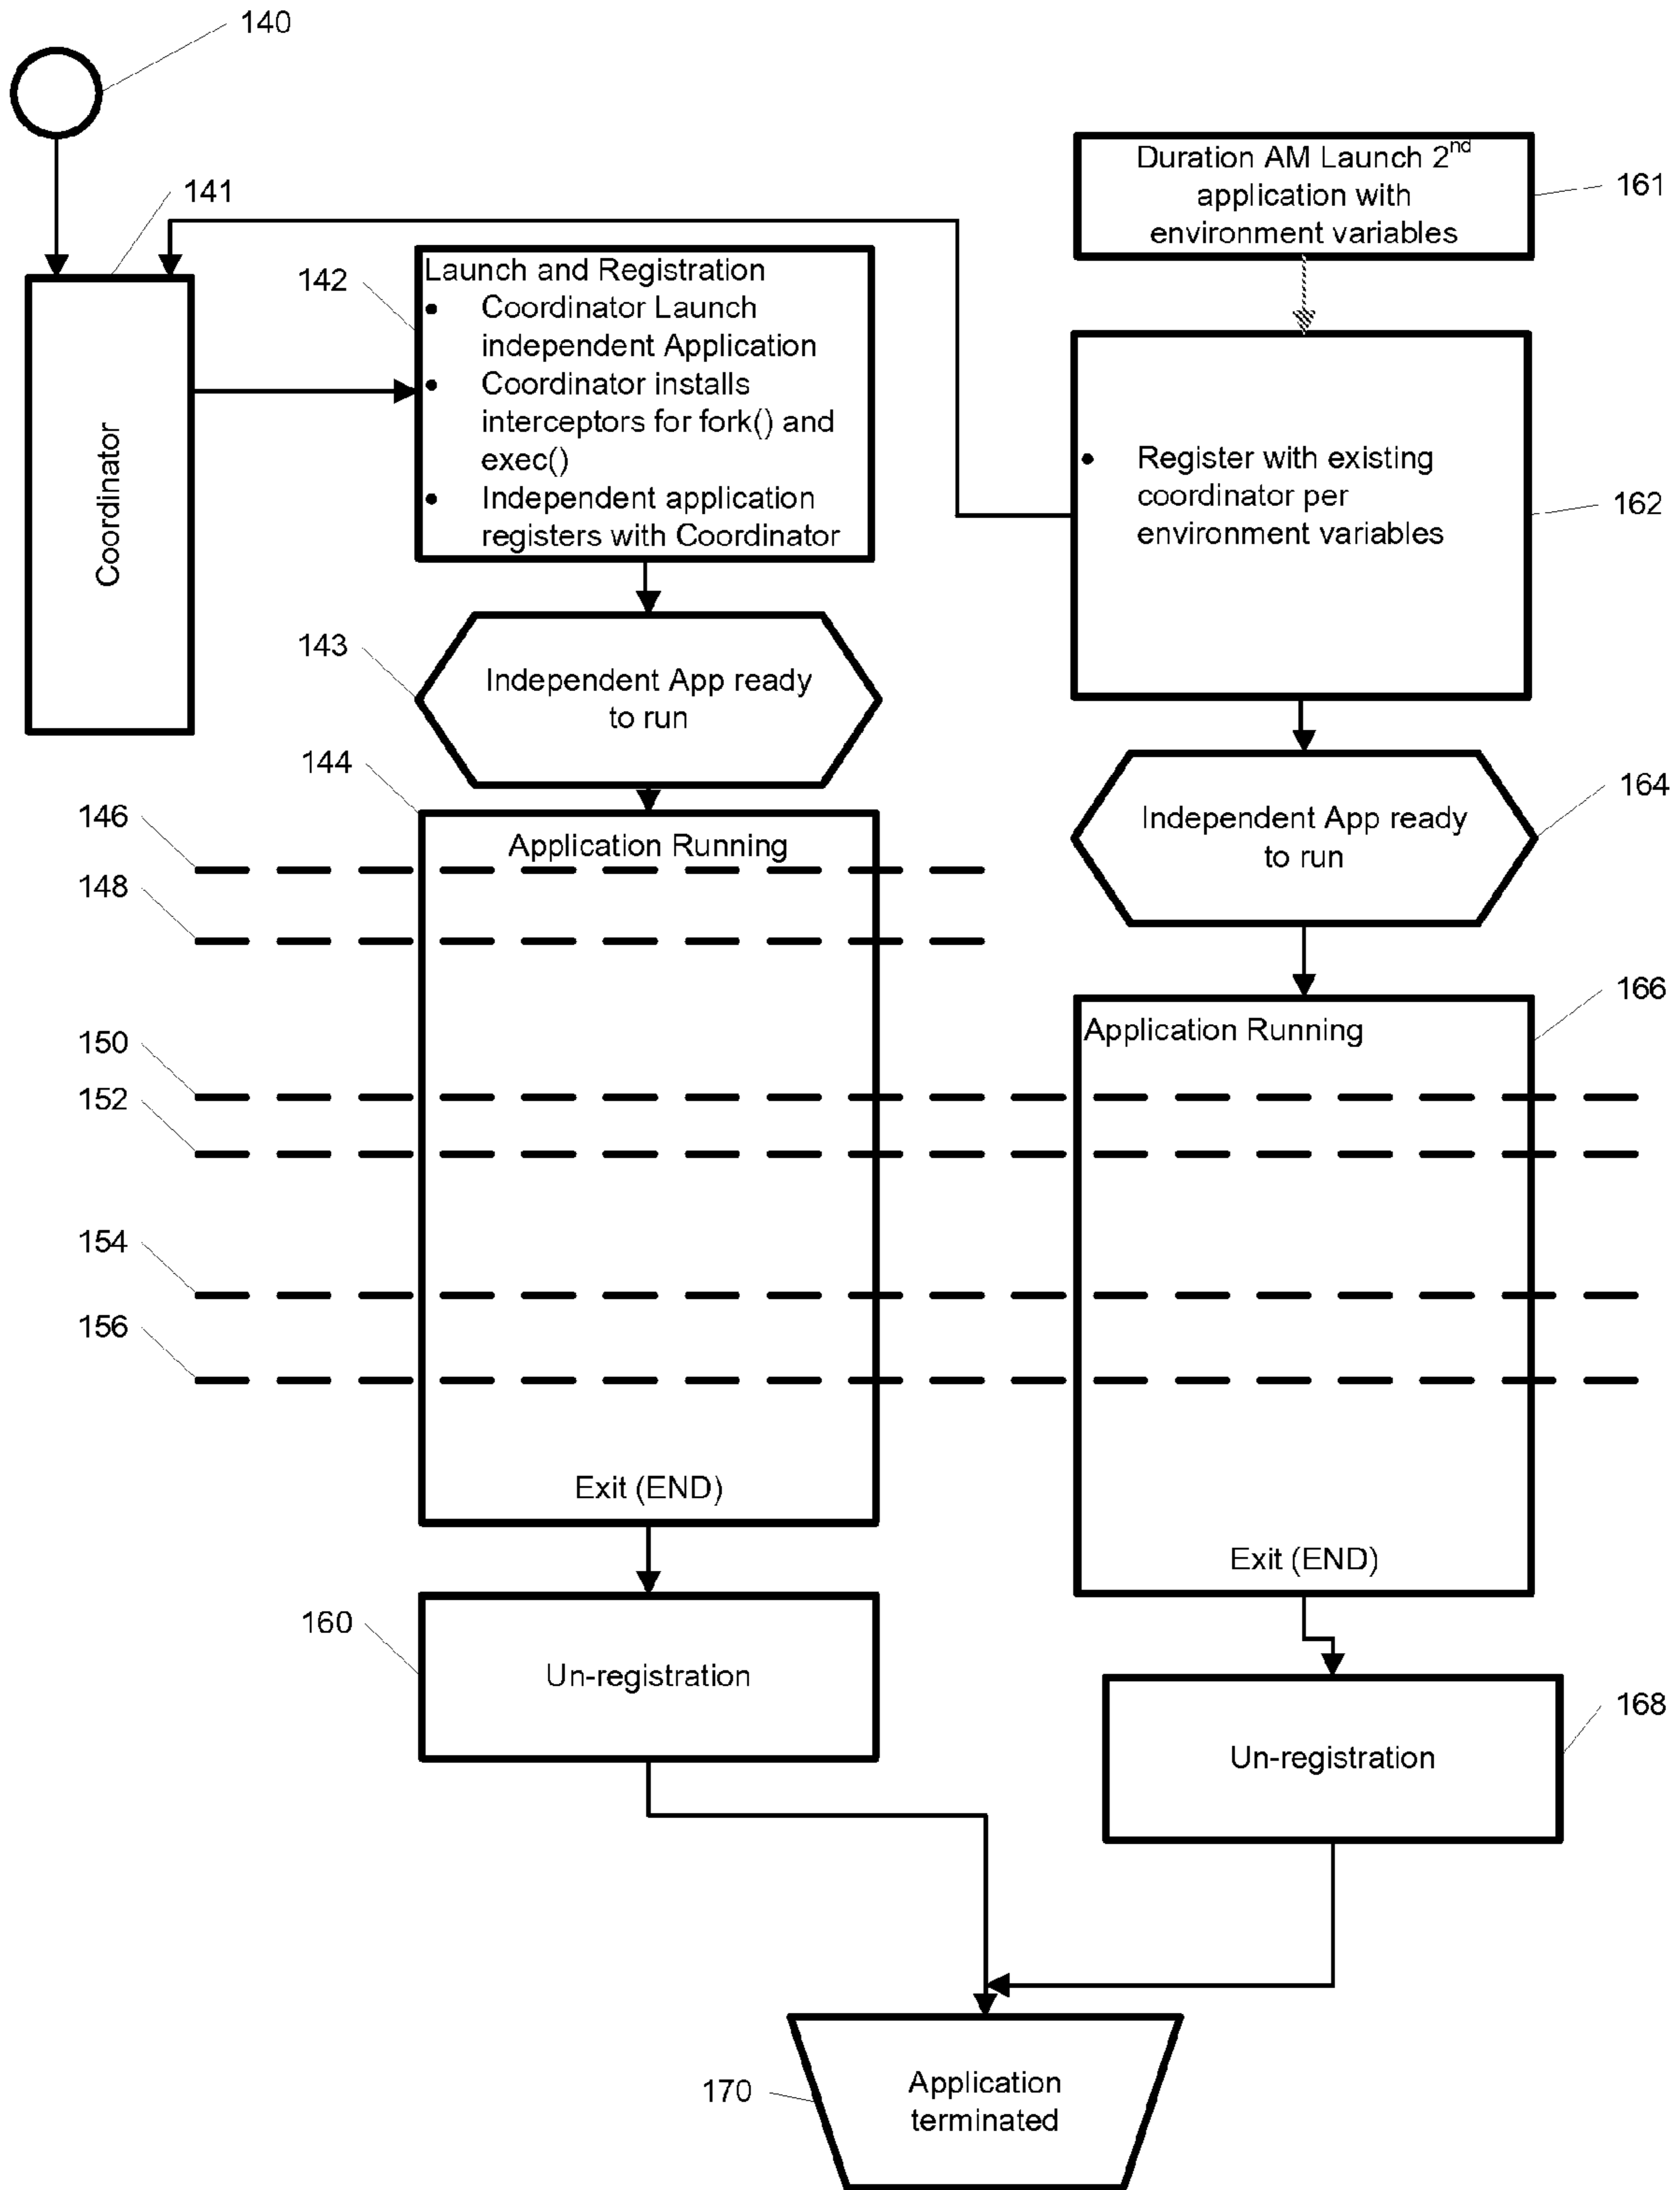 140
141
142
Launch and Registration
• Coordinator Launch
independent Application
• Coordinator installs
interceptors for fork() and
exec()
• Independent application
registers with Coordinator
Duration AM Launch 2nd
application with
environment variables
161
Coordinator
• Register with existing
coordinator per
environment variables
162
143
Independent App ready
to run
144
164
Independent App ready
to run
146
148
Application Running
166
Application Running
150
152
154
156
Exit (END)
Exit (END)
160
Un-registration
168
Un-registration
170
Application
terminated